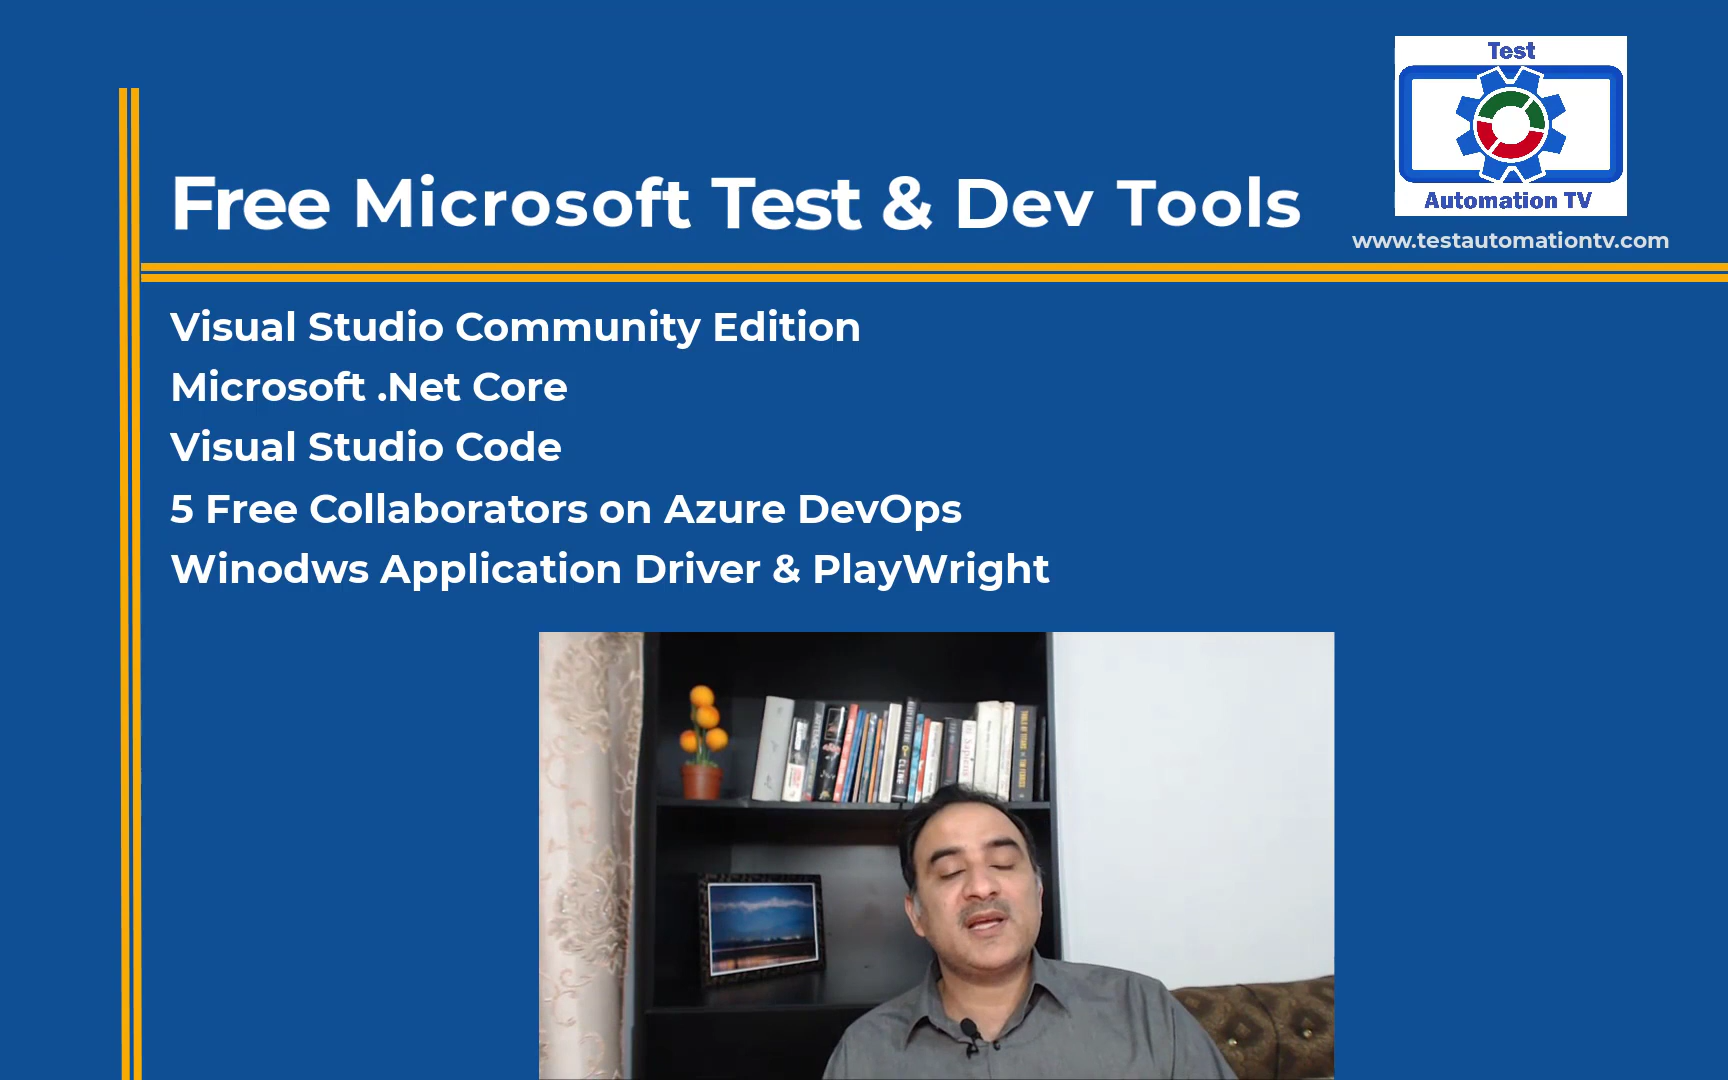 Test
Automation TV
www.testautomationtv.com
Free Microsoft Test & Dev Tools
Visual Studio Community Edition
Microsoft .Net Core
Visual Studio Code
5 Free Collaborators on Azure DevOps
Winodws Application Driver & PlayWright
CLINE